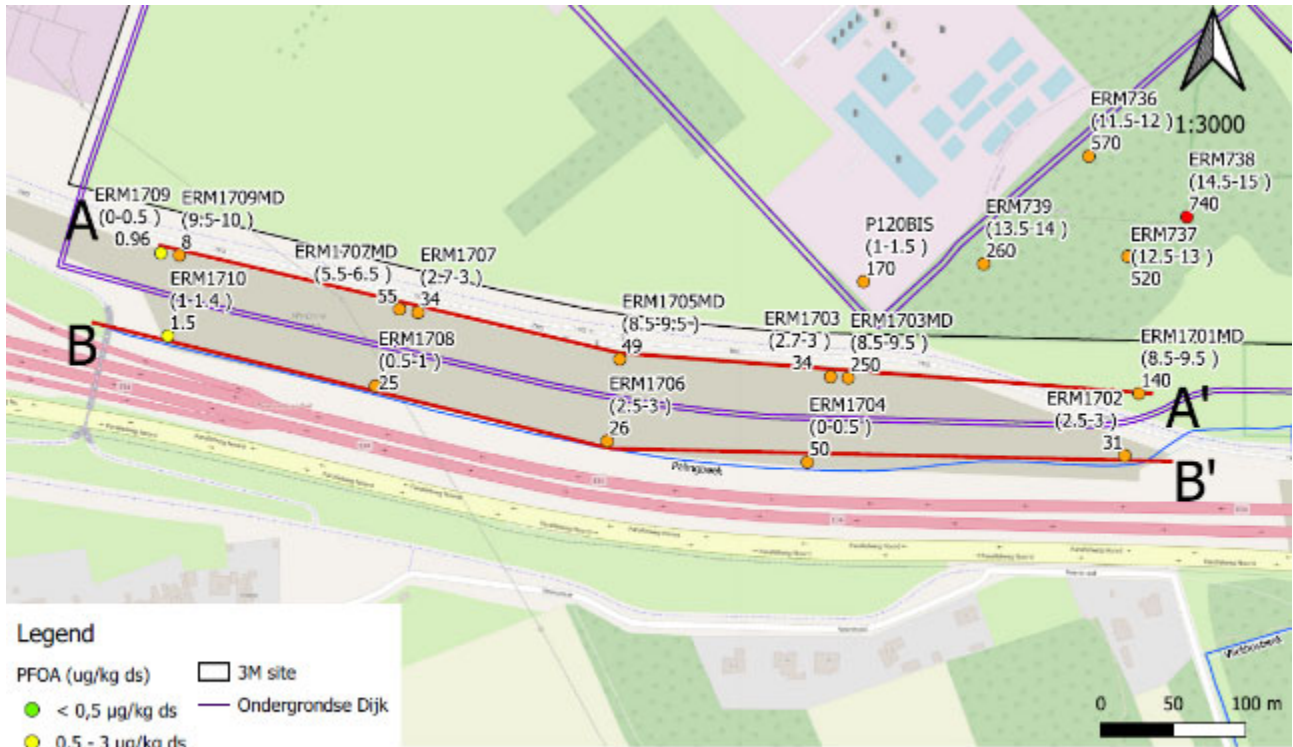 ERM736
(11.5-12 )
570
1:3000
ERM738
(14.5-15 )
740
ERM737
(12.5-13 )
520
ERM739
(13.5-14 )
260
P120BIS
(1-1.5 )
170
ERM1709
(0-0.5 )
0.96
ERM1709MD
(9.5-10 )
8
A
ERM1707MD
(5.5-6.5 )
55
ERM1707
(2.7-3 )
34
ERM1710
(1-1.4 )
1.5
B
ERM1705MD
(8.5-9.5 )
49
ERM1703
(2.7-3 )
34
ERM1703MD
(8.5-9.5 )
250
ERM1701MD
(8.5-9.5 )
140
A'
ERM1708
(0.5-1 )
25
ERM1706
(2.5-3 )
26
ERM1704
(0-0.5 )
50
ERM1702
(2.5-3 )
31
B'
Palingbeek
Legend
PFOA (ug/kg ds)
3M site
Ondergrondse Dijk
< 0,5 µg/kg ds
0,5 - 3 µg/kg ds
0 50 100 m